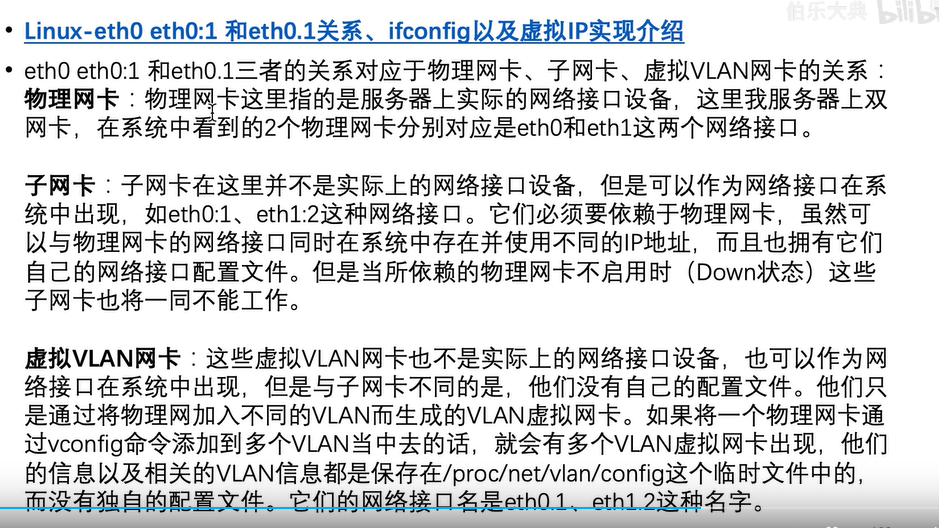 伯乐大典 bilibili
• Linux-eth0 eth0:1 和eth0.1关系、ifconfig以及虚拟IP实现介绍
• eth0 eth0:1 和eth0.1三者的关系对应于物理网卡、子网卡、虚拟VLAN网卡的关系：
物理网卡：物理网卡这里指的是服务器上实际的网络接口设备，这里我服务器上双
网卡，在系统中看到的2个物理网卡分别对应是eth0和eth1这两个网络接口。
子网卡：子网卡在这里并不是实际上的网络接口设备，但是可以作为网络接口在系
统中出现，如eth0:1、eth1:2这种网络接口。它们必须要依赖于物理网卡，虽然可
以与物理网卡的网络接口同时在系统中存在并使用不同的IP地址，而且也拥有它们
自己的网络接口配置文件。但是当所依赖的物理网卡不启用时（Down状态）这些
子网卡也将一同不能工作。
虚拟VLAN网卡：这些虚拟VLAN网卡也不是实际上的网络接口设备，也可以作为网
络接口在系统中出现，但是与子网卡不同的是，他们没有自己的配置文件。他们只
是通过将物理网加入不同的VLAN而生成的VLAN虚拟网卡。如果将一个物理网卡通
过vconfig命令添加到多个VLAN当中去的话，就会有多个VLAN虚拟网卡出现，他们
的信息以及相关的VLAN信息都是保存在/proc/net/vlan/config这个临时文件中的，
而没有独自的配置文件。它们的网络接口名是eth0.1、eth1.2这种名字。